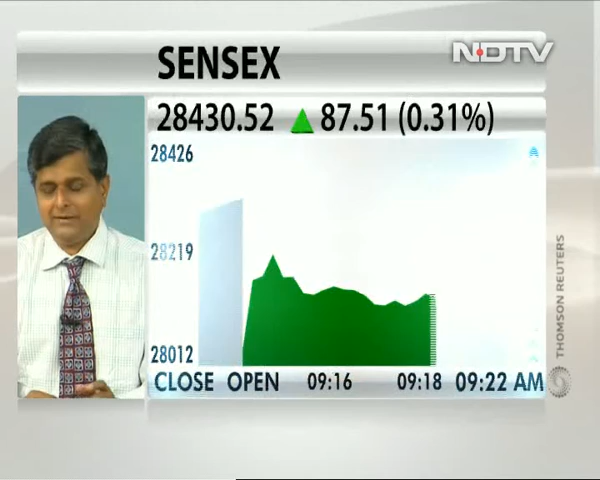 SENSEX
NDTV
28430.52 ▲ 87.51 (0.31%)
28426
28219
28012
CLOSE OPEN 09:16 09:18 09:22 AM
THOMSON REUTERS